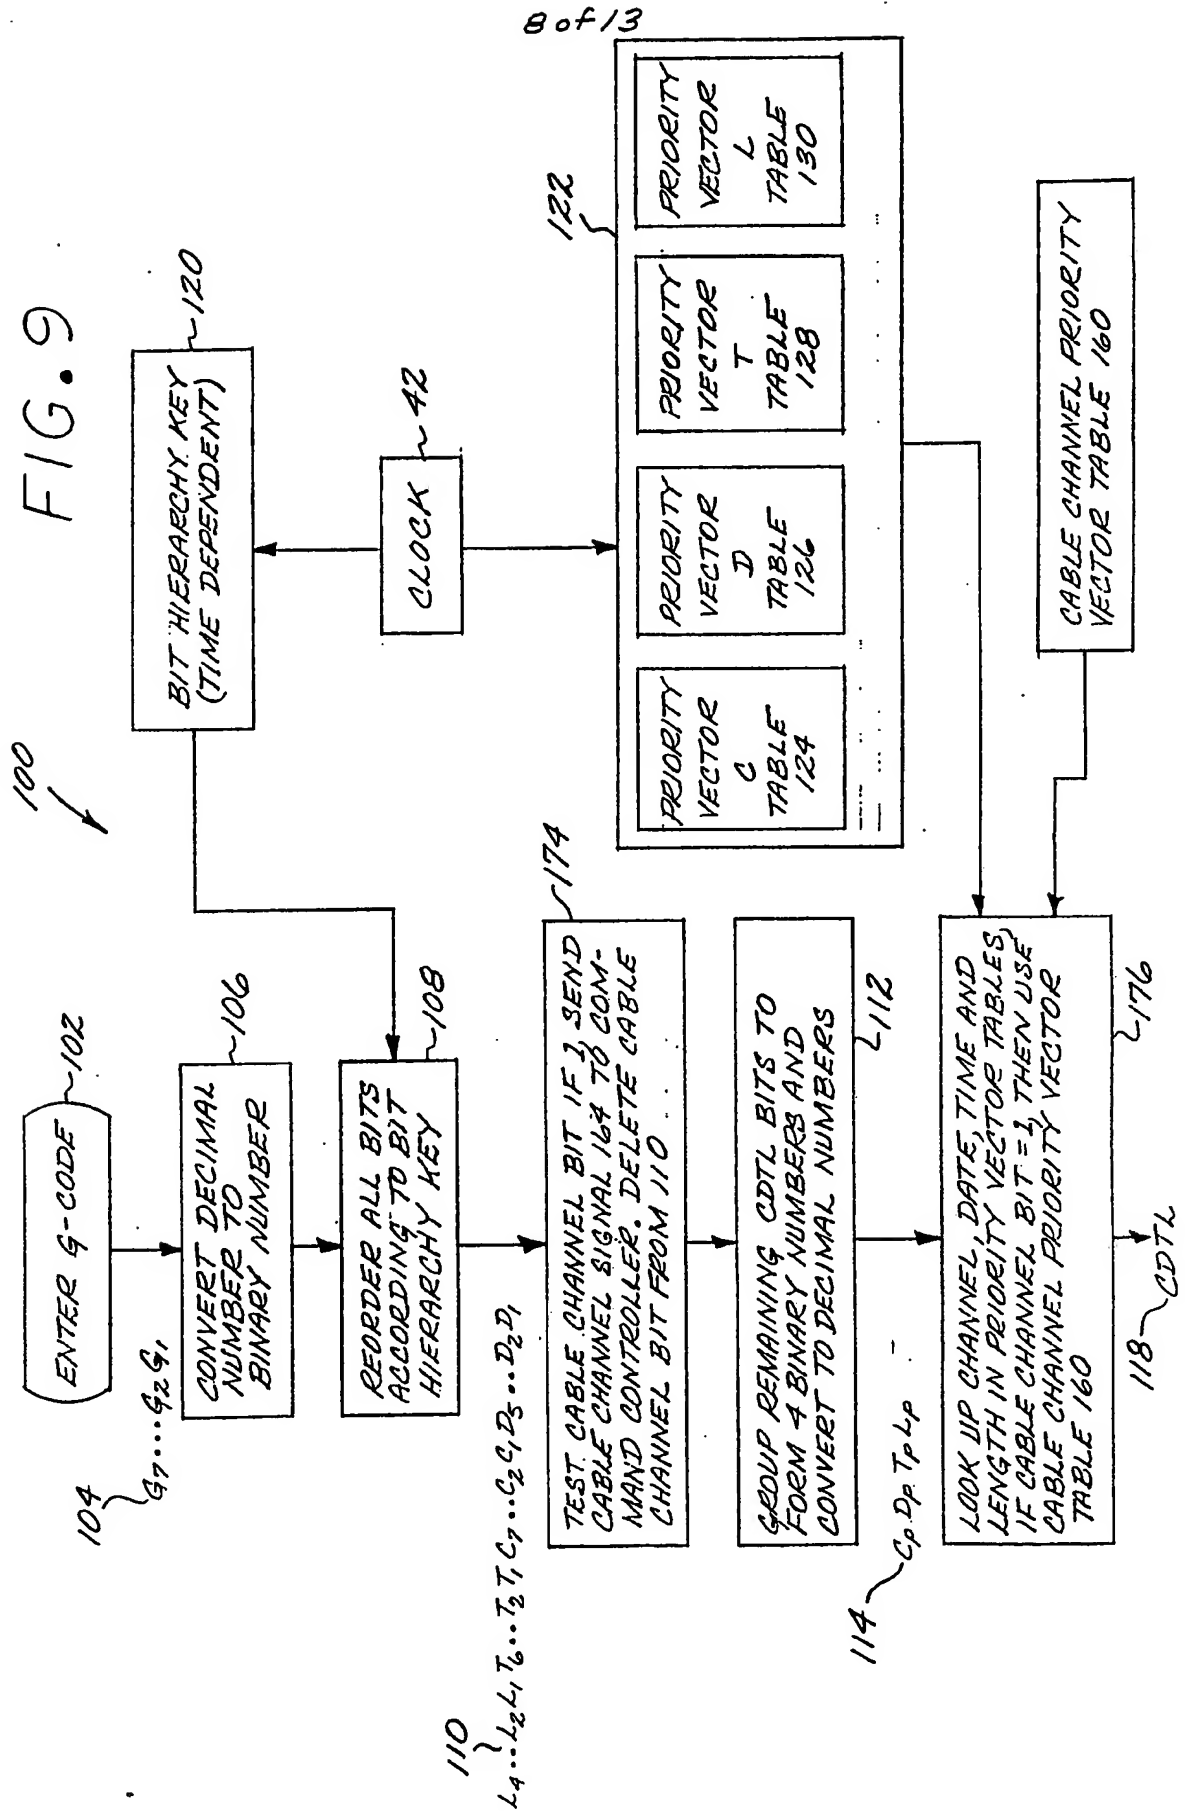 8 of 13
FIG. 9
100
ENTER G-CODE
102
104
G7....G2G1
CONVERT DECIMAL
NUMBER TO
BINARY NUMBER
106
REORDER ALL BITS
ACCORDING TO BIT
HIERARCHY KEY
108
BIT HIERARCHY KEY
(TIME DEPENDENT)
120
CLOCK
42
110
L4..L2L1T6..T2T1C7...C2C1D5..D2D1
TEST CABLE CHANNEL BIT IF 1, SEND
CABLE CHANNEL SIGNAL 164 TO COM-
MAND CONTROLLER. DELETE CABLE
CHANNEL BIT FROM 110
174
GROUP REMAINING CDTL BITS TO
FORM 4 BINARY NUMBERS AND
CONVERT TO DECIMAL NUMBERS
112
122
PRIORITY
VECTOR
C
TABLE
124
PRIORITY
VECTOR
D
TABLE
126
PRIORITY
VECTOR
T
TABLE
128
PRIORITY
VECTOR
L
TABLE
130
114
Cp Dp Tp Lp
LOOK UP CHANNEL, DATE, TIME AND
LENGTH IN PRIORITY VECTOR TABLES,
IF CABLE CHANNEL BIT = 1, THEN USE
CABLE CHANNEL PRIORITY VECTOR
TABLE 160
176
CABLE CHANNEL PRIORITY
VECTOR TABLE 160
118
CDTL